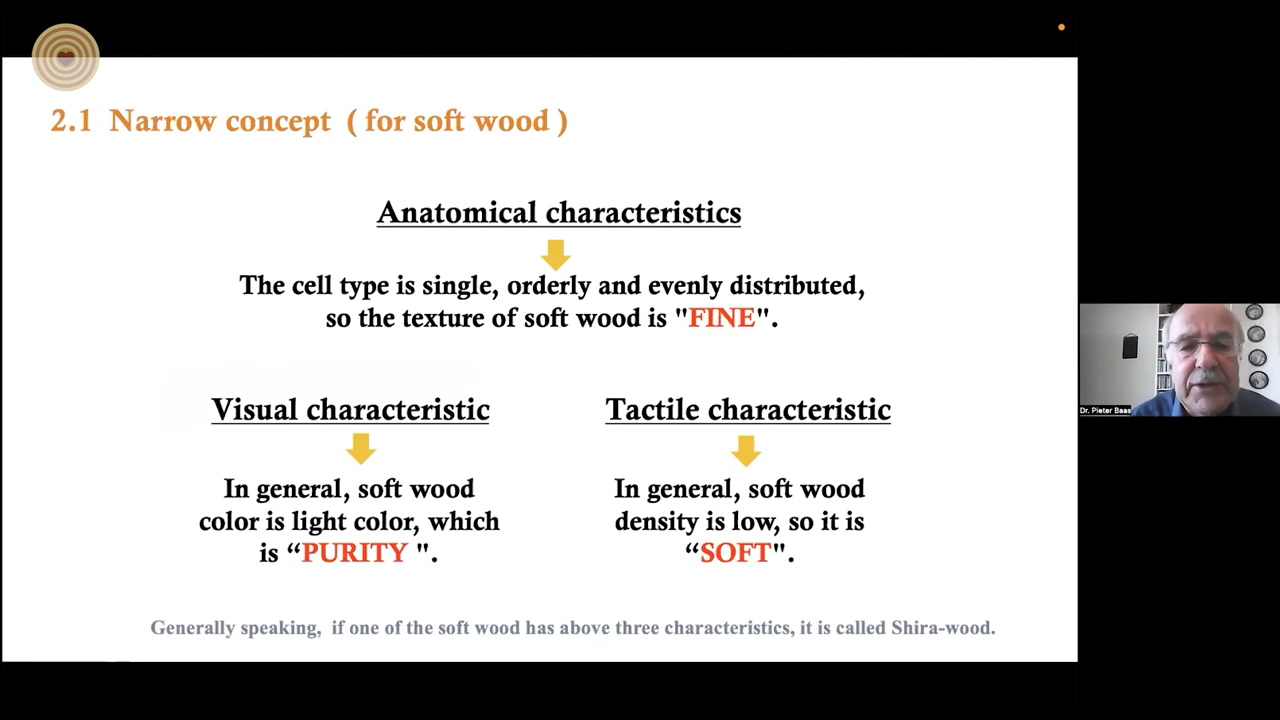 2.1 Narrow concept ( for soft wood )
Anatomical characteristics
The cell type is single, orderly and evenly distributed,
so the texture of soft wood is "FINE".
Visual characteristic
In general, soft wood
color is light color, which
is “PURITY ".
Tactile characteristic
In general, soft wood
density is low, so it is
“SOFT".
Generally speaking, if one of the soft wood has above three characteristics, it is called Shira-wood.
Dr. Pieter Baas